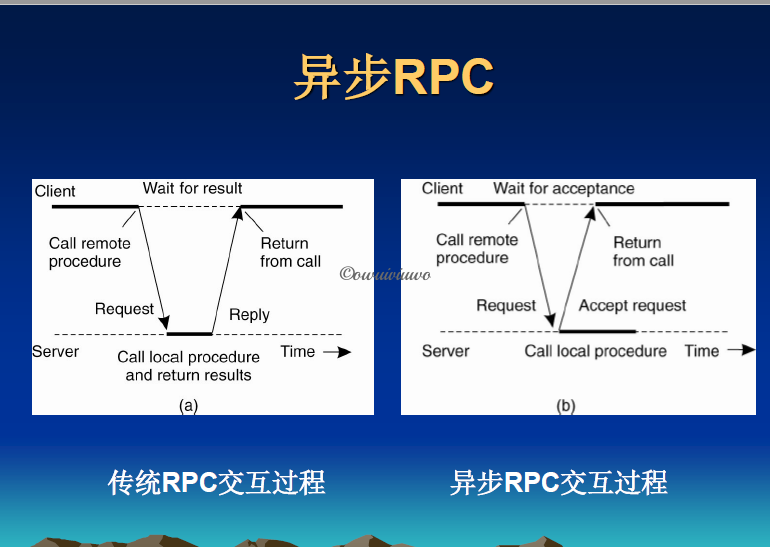 异步RPC
Client
Wait for result
Call remote
procedure
Return
from call
Request
Reply
Server
Call local procedure
and return results
Time
(a)
Client
Wait for acceptance
Call remote
procedure
Return
from call
Request
Accept request
Server
Call local procedure
Time
(b)
传统RPC交互过程
异步RPC交互过程